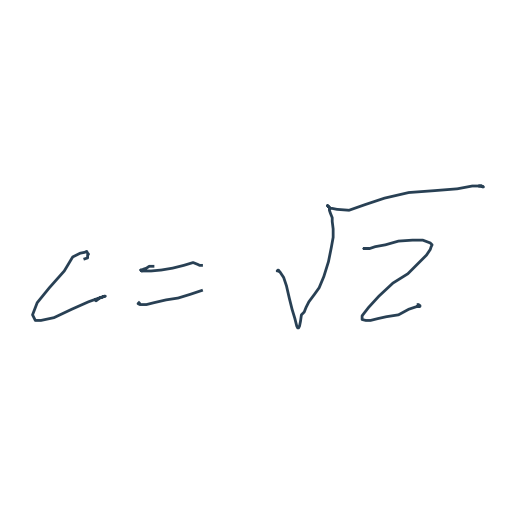 c = √2